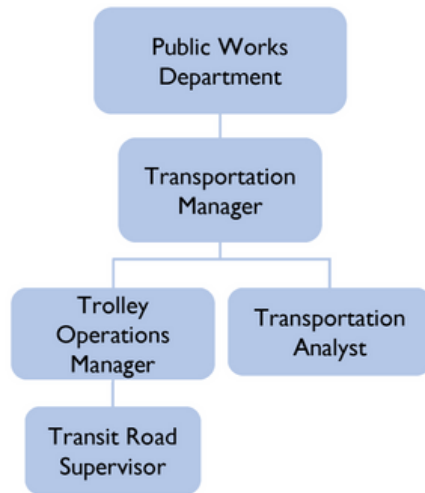 Public Works
Department
Transportation
Manager
Trolley
Operations
Manager
Transportation
Analyst
Transit Road
Supervisor